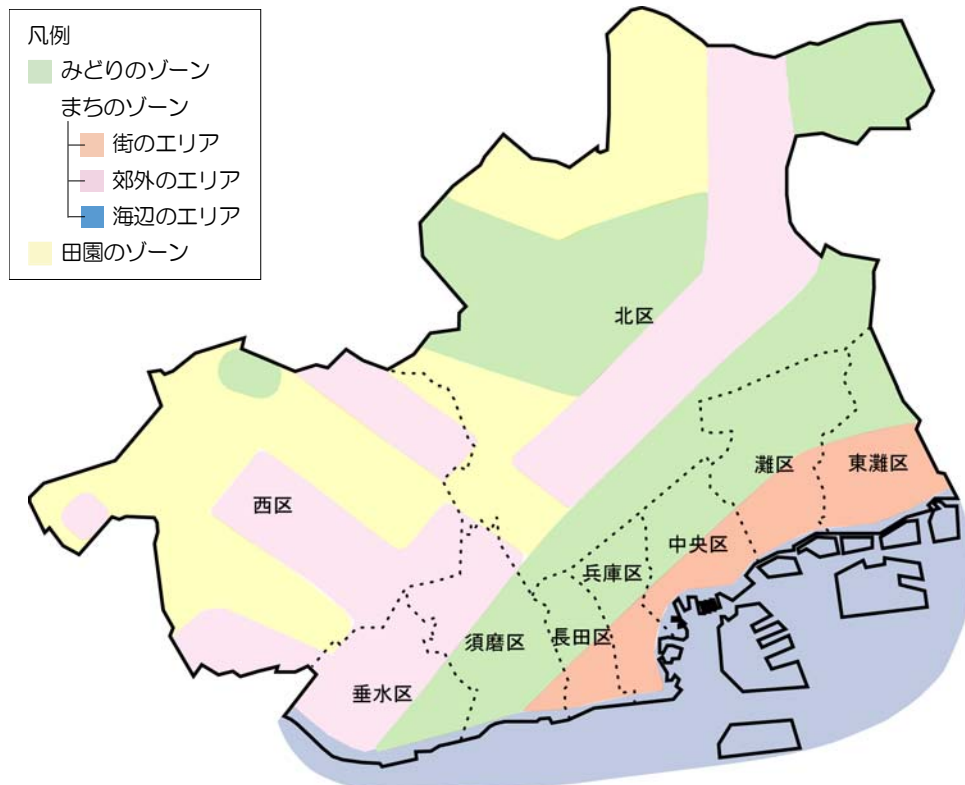 凡例
みどりのゾーン
まちのゾーン
街のエリア
郊外のエリア
海辺のエリア
田園のゾーン
北区
西区
灘区
東灘区
中央区
兵庫区
長田区
須磨区
垂水区